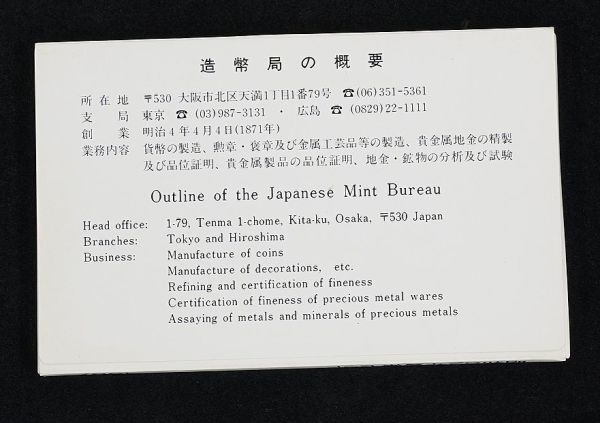 造幣局の概要
所在地 〒530 大阪市北区天満1丁目1番79号 ☎(06)351-5361
支局 東京 ☎ (03)987-3131 ・ 広島 ☎ (0829)22-1111
創業 明治4年4月4日(1871年)
業務内容 貨幣の製造、勲章・褒章及び金属工芸品等の製造、貴金属地金の精製
及び品位証明、貴金属製品の品位証明、地金・鉱物の分析及び試験
Outline of the Japanese Mint Bureau
Head office: 1-79, Tenma 1-chome, Kita-ku, Osaka, 〒530 Japan
Branches: Tokyo and Hiroshima
Business: Manufacture of coins
Manufacture of decorations, etc.
Refining and certification of fineness
Certification of fineness of precious metal wares
Assaying of metals and minerals of precious metals